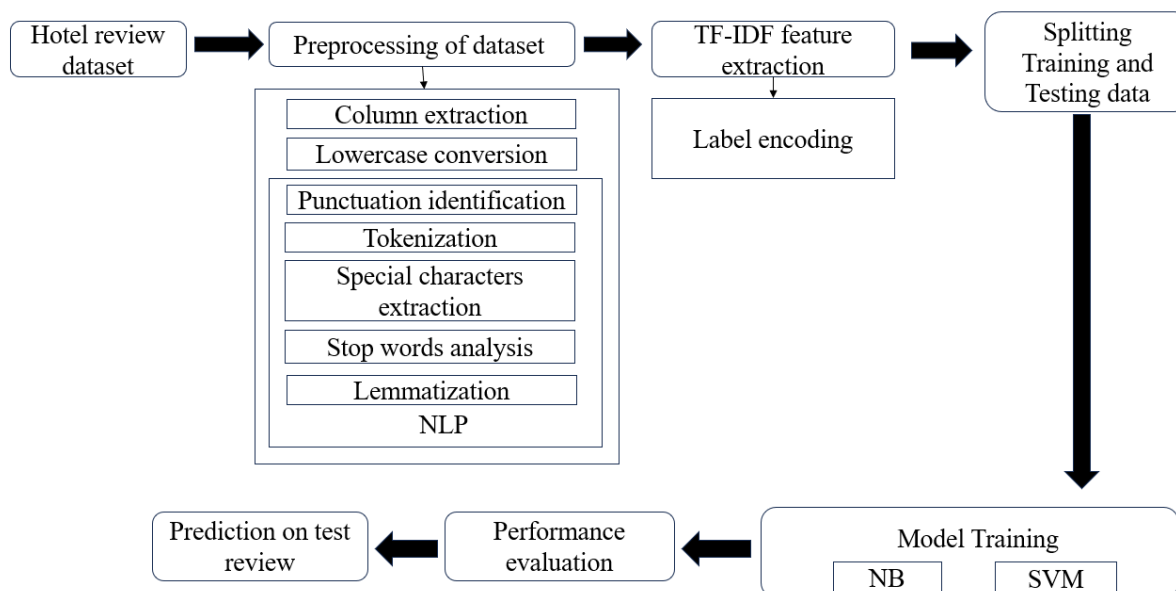 Hotel review
dataset
Preprocessing of dataset
TF-IDF feature
extraction
Splitting
Training and
Testing data
Column extraction
Lowercase conversion
Punctuation identification
Tokenization
Special characters
extraction
Stop words analysis
Lemmatization
NLP
Label encoding
Model Training
NB
SVM
Performance
evaluation
Prediction on test
review